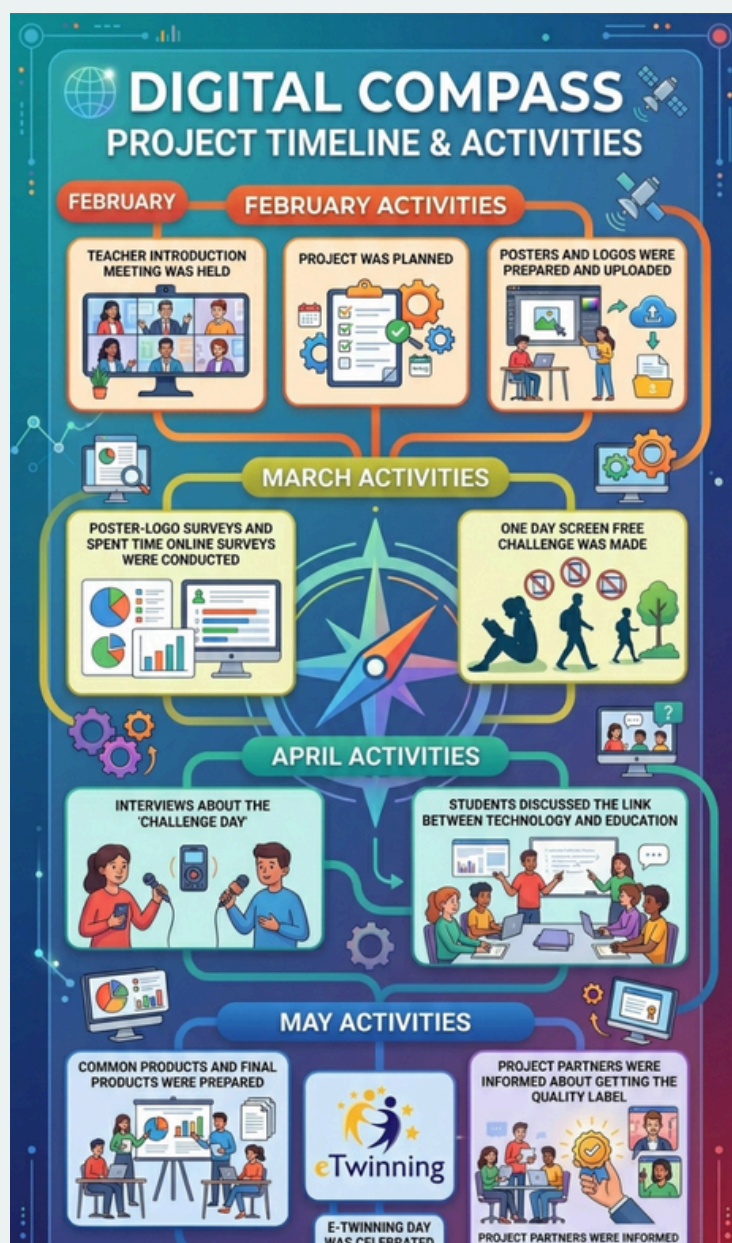 DIGITAL COMPASS
PROJECT TIMELINE & ACTIVITIES
FEBRUARY
FEBRUARY ACTIVITIES
TEACHER INTRODUCTION
MEETING WAS HELD
PROJECT WAS PLANNED
POSTERS AND LOGOS WERE
PREPARED AND UPLOADED
MARCH ACTIVITIES
POSTER-LOGO SURVEYS AND
SPENT TIME ONLINE SURVEYS
WERE CONDUCTED
ONE DAY SCREEN FREE
CHALLENGE WAS MADE
?
APRIL ACTIVITIES
INTERVIEWS ABOUT THE
'CHALLENGE DAY'
STUDENTS DISCUSSED THE LINK
BETWEEN TECHNOLOGY AND EDUCATION
MAY ACTIVITIES
COMMON PRODUCTS AND FINAL
PRODUCTS WERE PREPARED
eTwinning
E-TWINNING DAY
WAS CELEBRATED
PROJECT PARTNERS WERE
INFORMED ABOUT GETTING THE
QUALITY LABEL
PROJECT PARTNERS WERE INFORMED